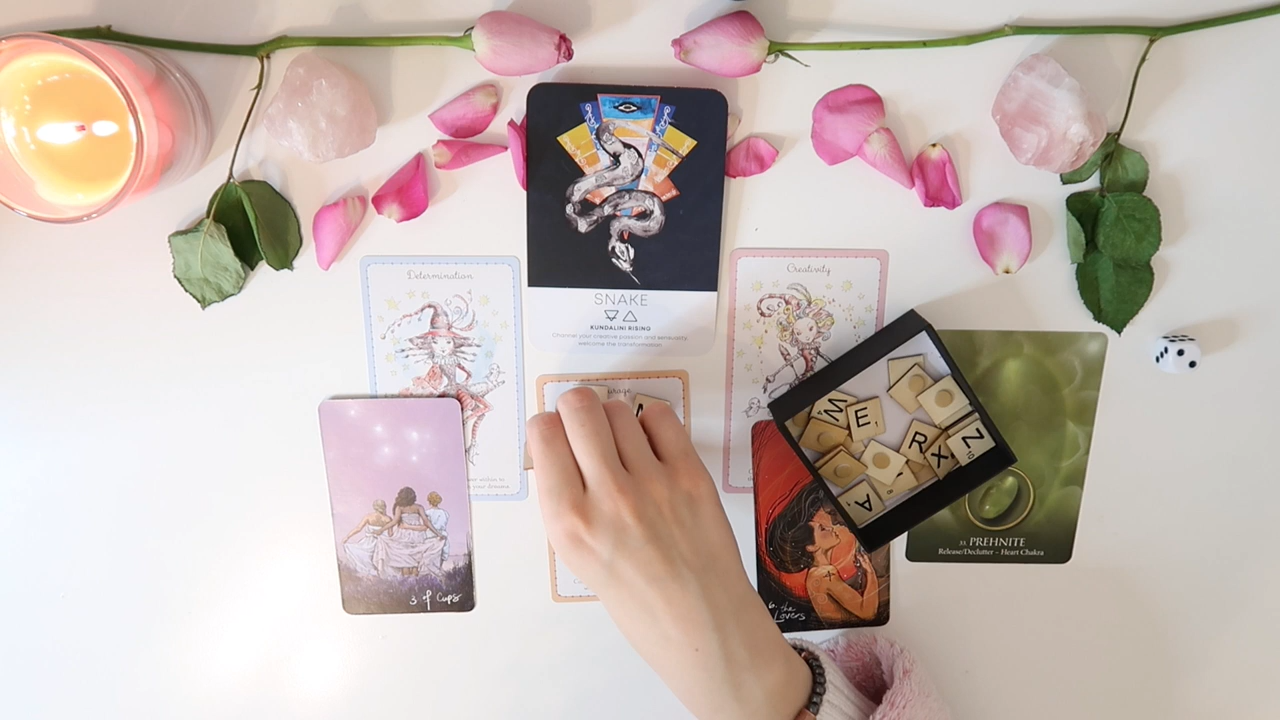 Determination
Creativity
SNAKE
KUNDALINI RISING
Channel your creative passion and sensuality,
welcome the transformation.
urage
3 of Cups
6. the
Lovers
33. PREHNITE
Release/Declutter – Heart Chakra
E
R
X
N
A